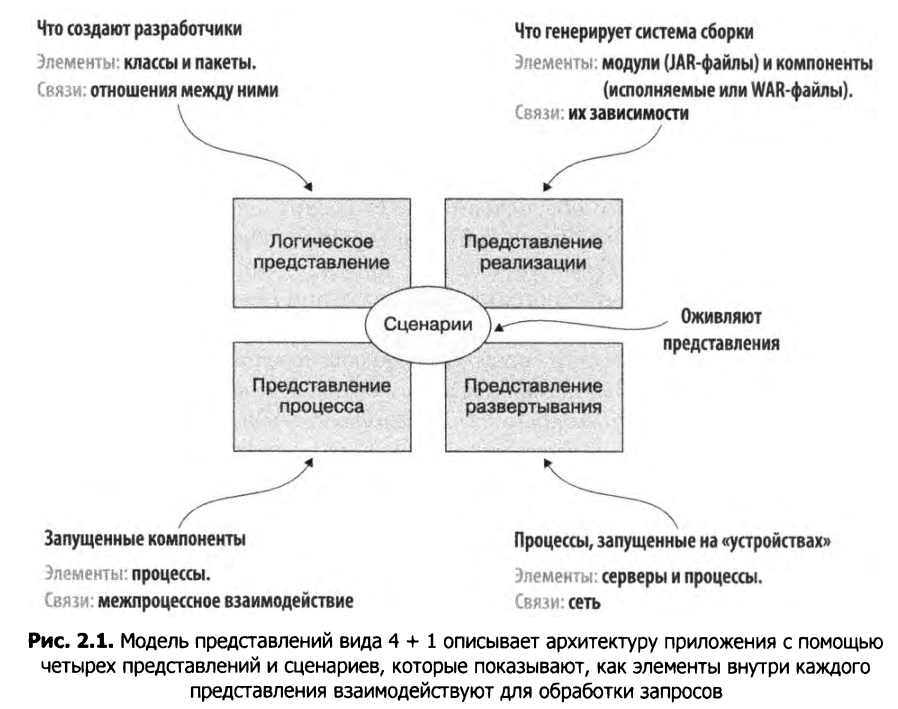 Что создают разработчики
Элементы: классы и пакеты.
Связи: отношения между ними
Что генерирует система сборки
Элементы: модули (JAR-файлы) и компоненты
(исполняемые или WAR-файлы).
Связи: их зависимости
Логическое
представление
Представление
реализации
Сценарии
Оживляют
представления
Представление
процесса
Представление
развертывания
Запущенные компоненты
Элементы: процессы.
Связи: межпроцессное взаимодействие
Процессы, запущенные на «устройствах»
Элементы: серверы и процессы.
Связи: сеть
Рис. 2.1. Модель представлений вида 4 + 1 описывает архитектуру приложения с помощью
четырех представлений и сценариев, которые показывают, как элементы внутри каждого
представления взаимодействуют для обработки запросов